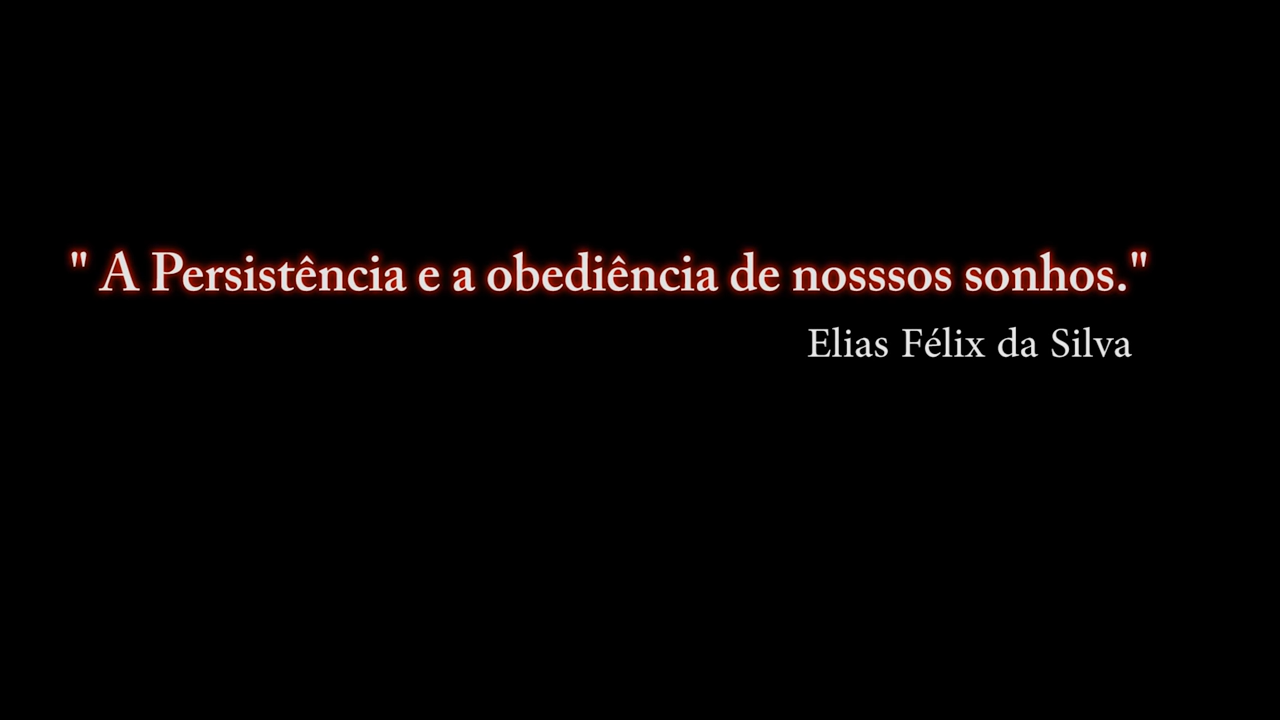 " A Persistência e a obediência de nosssos sonhos."
Elias Félix da Silva